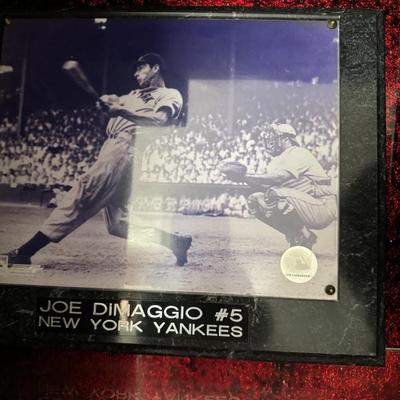 JOE DiMAGGIO #5
NEW YORK YANKEES